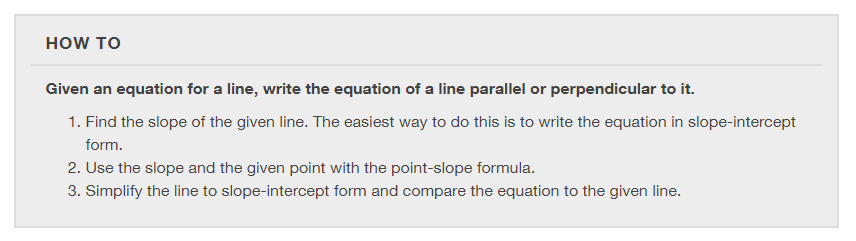 HOW TO
Given an equation for a line, write the equation of a line parallel or perpendicular to it.
1. Find the slope of the given line. The easiest way to do this is to write the equation in slope-intercept
form.
2. Use the slope and the given point with the point-slope formula.
3. Simplify the line to slope-intercept form and compare the equation to the given line.